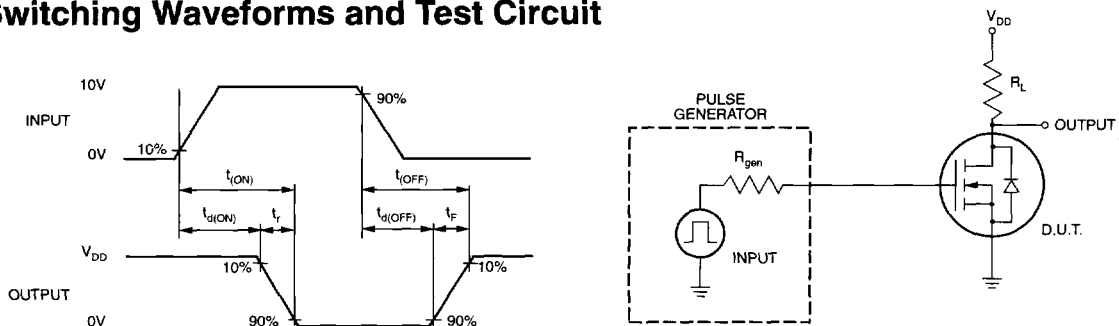 Switching Waveforms and Test Circuit
10V
INPUT
0V
10%
90%
t(ON)
t(OFF)
td(ON)
tr
td(OFF)
tF
VDD
10%
10%
OUTPUT
0V
90%
90%
VDD
RL
OUTPUT
PULSE
GENERATOR
Rgen
INPUT
D.U.T.